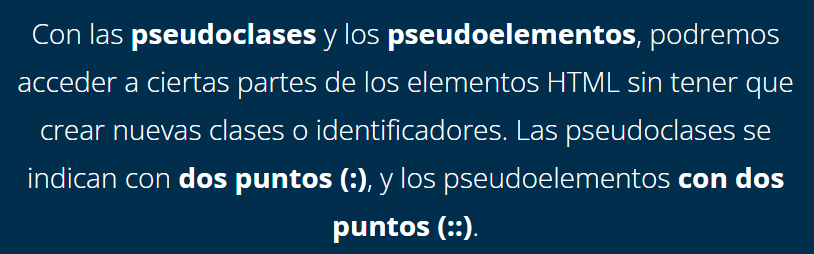 Con las pseudoclases y los pseudoelementos, podremos
acceder a ciertas partes de los elementos HTML sin tener que
crear nuevas clases o identificadores. Las pseudoclases se
indican con dos puntos (:), y los pseudoelementos con dos
puntos (::).